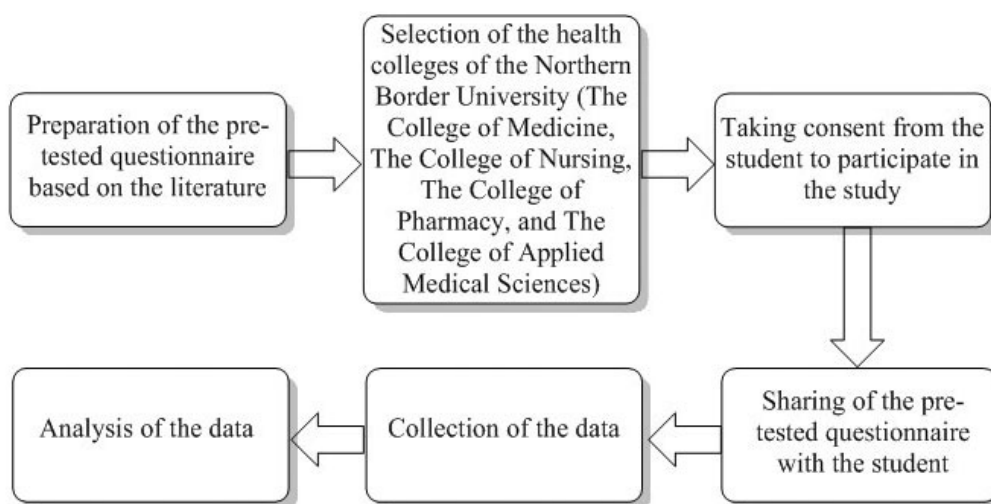 Preparation of the pre-
tested questionnaire
based on the literature
Selection of the health
colleges of the Northern
Border University (The
College of Medicine,
The College of Nursing,
The College of
Pharmacy, and The
College of Applied
Medical Sciences)
Taking consent from the
student to participate in
the study
Sharing of the pre-
tested questionnaire
with the student
Collection of the data
Analysis of the data